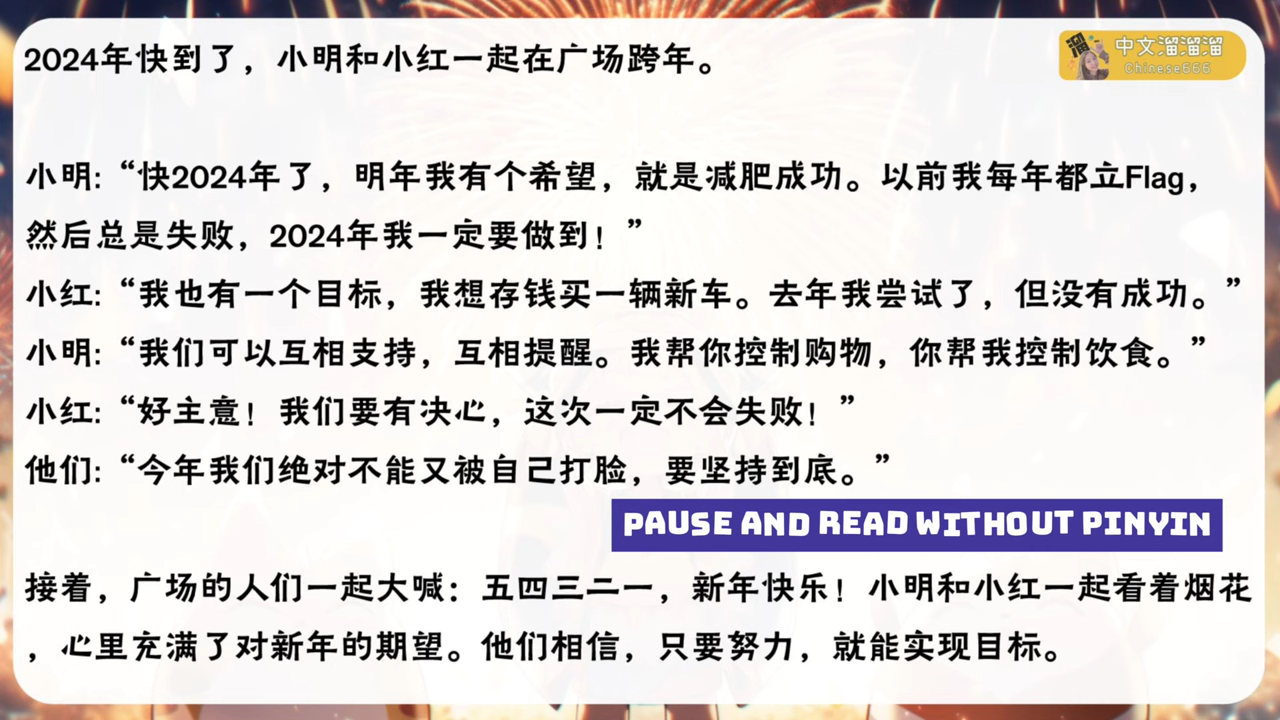 2024年快到了，小明和小红一起在广场跨年。
溜
中文溜溜溜
Chinese666
小明:“快2024年了，明年我有个希望，就是减肥成功。以前我每年都立Flag，
然后总是失败，2024年我一定要做到！”
小红:“我也有一个目标，我想存钱买一辆新车。去年我尝试了，但没有成功。”
小明:“我们可以互相支持，互相提醒。我帮你控制购物，你帮我控制饮食。”
小红:“好主意！我们要有决心，这次一定不会失败！”
他们:“今年我们绝对不能又被自己打脸，要坚持到底。”
PAUSE AND READ WITHOUT PINYIN
接着，广场的人们一起大喊：五四三二一，新年快乐！小明和小红一起看着烟花
，心里充满了对新年的期望。他们相信，只要努力，就能实现目标。